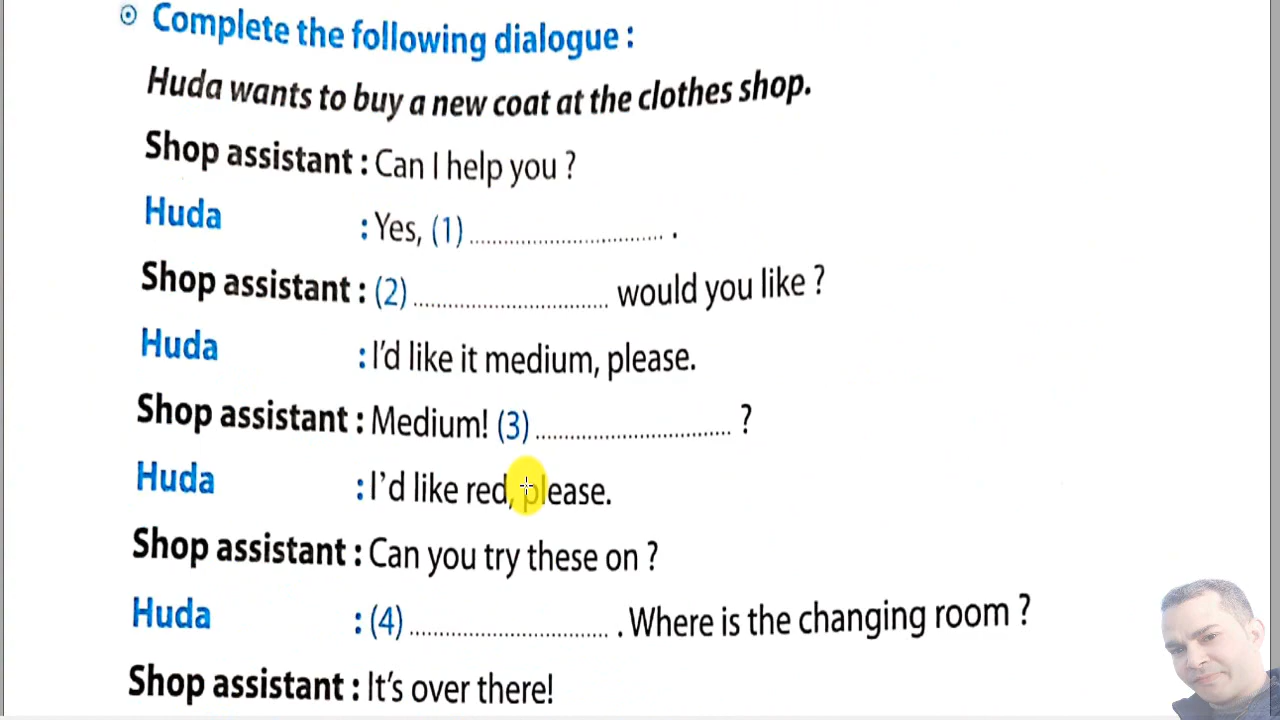 Complete the following dialogue :
Huda wants to buy a new coat at the clothes shop.
Shop assistant : Can I help you ?
Huda : Yes, (1) ................................ .
Shop assistant : (2) ................................ would you like ?
Huda : I'd like it medium, please.
Shop assistant : Medium! (3) ................................ ?
Huda : I'd like red, please.
Shop assistant : Can you try these on ?
Huda : (4) ................................ . Where is the changing room ?
Shop assistant : It's over there!